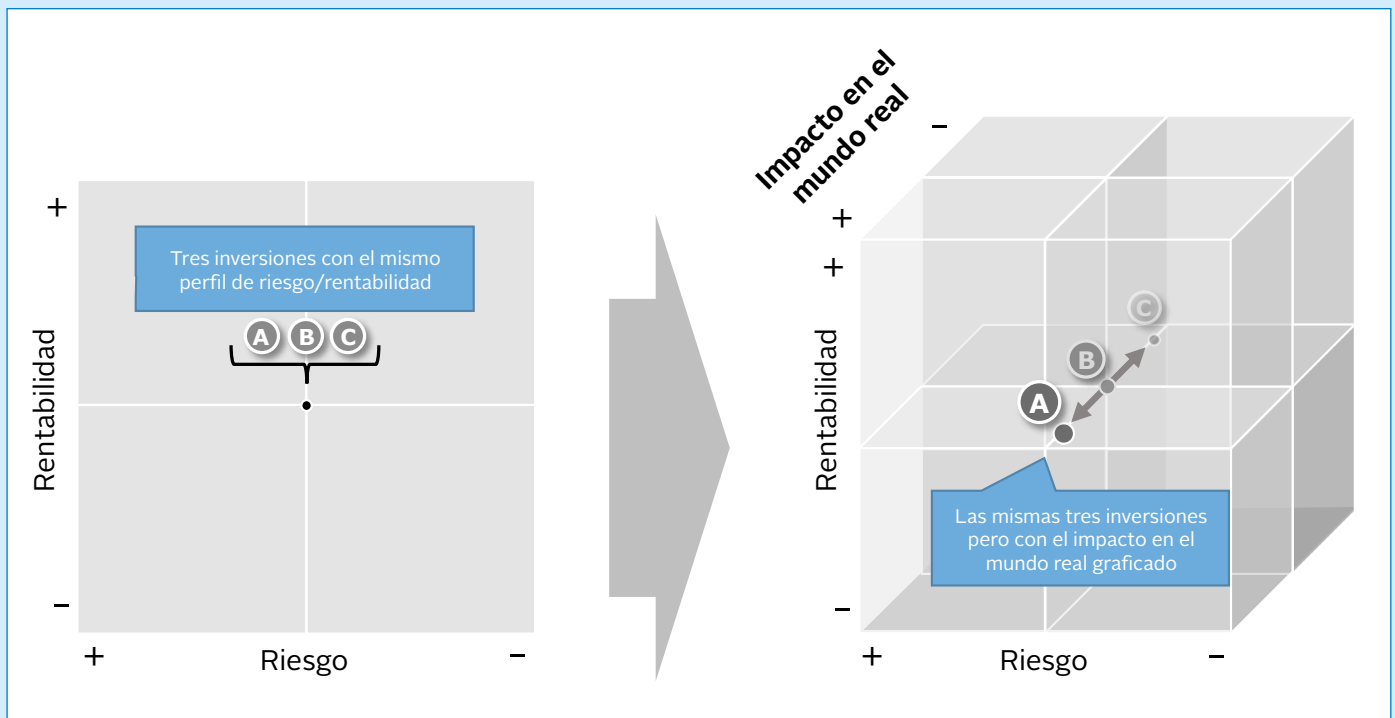 +
Tres inversiones con el mismo
perfil de riesgo/rentabilidad
A B C
Rentabilidad
−
+ Riesgo −
Impacto en el
mundo real
−
+
+
C
B
A
Rentabilidad
Las mismas tres inversiones
pero con el impacto en el
mundo real graficado
−
+ Riesgo −